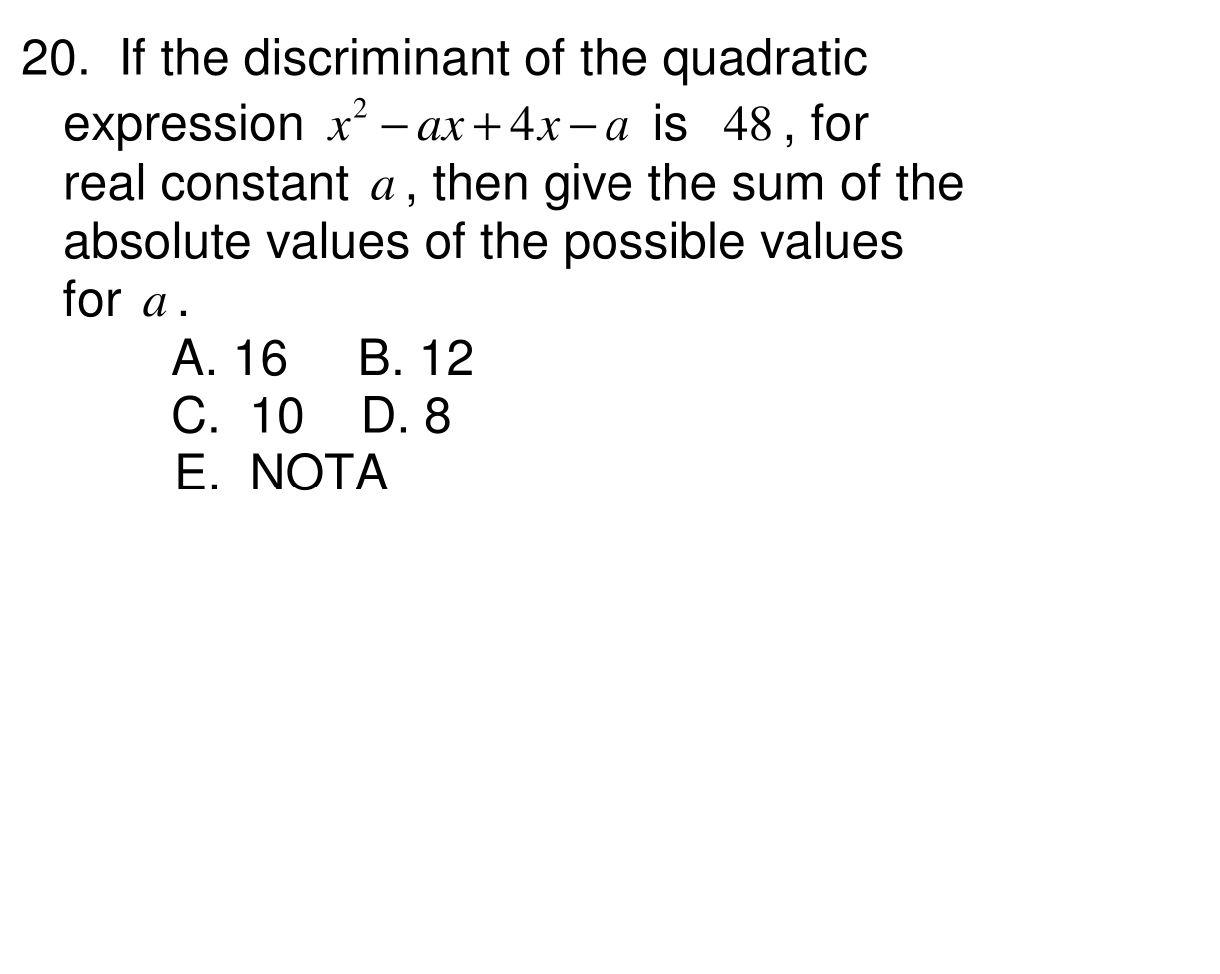 20. If the discriminant of the quadratic
expression x² – ax + 4x – a is 48, for
real constant a, then give the sum of the
absolute values of the possible values
for a.
A. 16 B. 12
C. 10 D. 8
E. NOTA